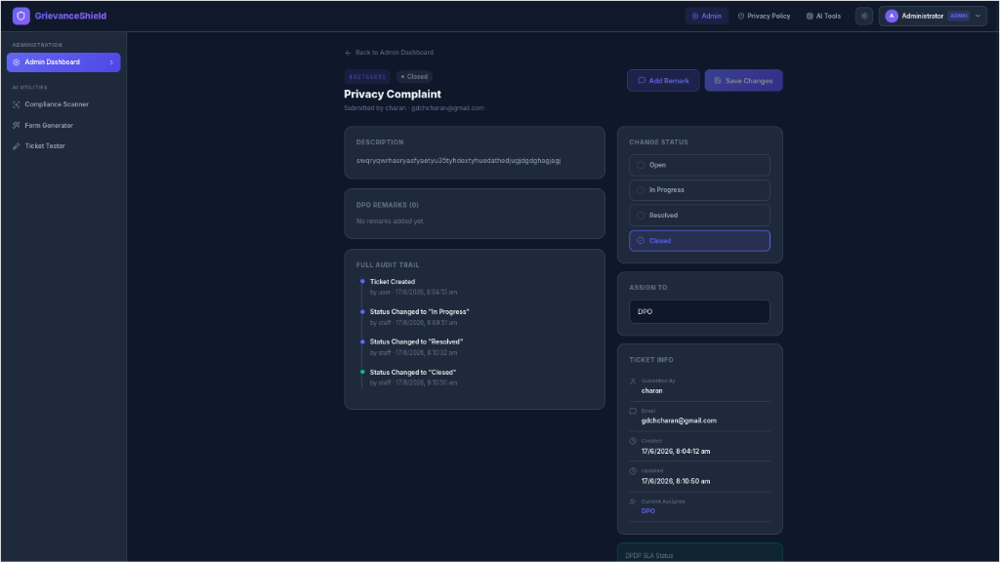 GrievanceShield
Admin
Privacy Policy
AI Tools
A
Administrator
ADMIN
ADMINISTRATION
Admin Dashboard
AI UTILITIES
Compliance Scanner
Form Generator
Ticket Tester
← Back to Admin Dashboard
Closed
Privacy Complaint
Submitted by charan · gdchcharan@gmail.com
Add Remark
Save Changes
DESCRIPTION
swqryqwrhasryasfyaetyu35tyhdextyhuedathedjugjdgdghagjagj
DPO REMARKS (0)
No remarks added yet.
FULL AUDIT TRAIL
Ticket Created
by user · 17/6/2026, 8:04:13 am
Status Changed to "In Progress"
by staff · 17/6/2026, 8:09:51 am
Status Changed to "Resolved"
by staff · 17/6/2026, 8:10:32 am
Status Changed to "Closed"
by staff · 17/6/2026, 8:10:50 am
CHANGE STATUS
Open
In Progress
Resolved
Closed
ASSIGN TO
DPO
TICKET INFO
Submitted By
charan
Email
gdchcharan@gmail.com
Created
17/6/2026, 8:04:12 am
Updated
17/6/2026, 8:10:50 am
Current Assignee
DPO
DPDP SLA Status